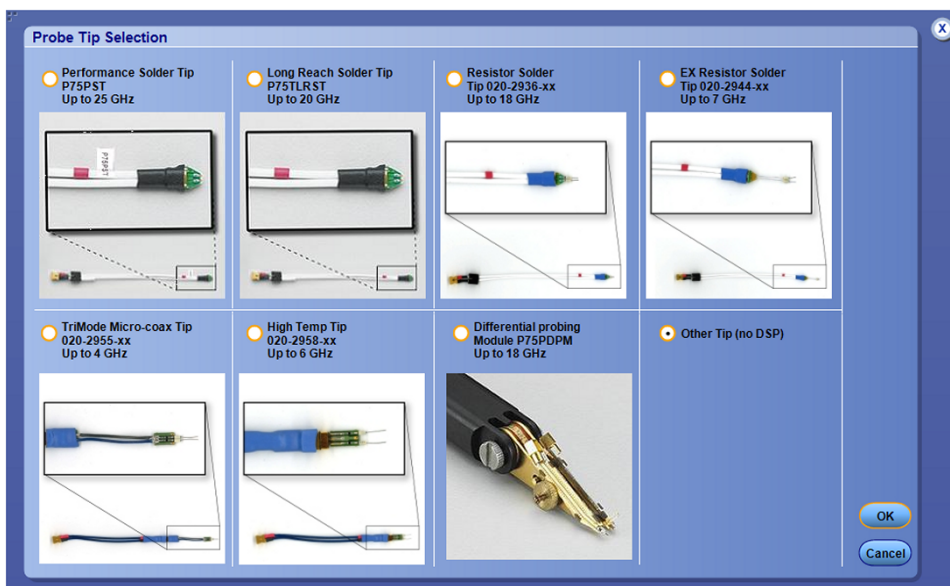 Probe Tip Selection
X
Performance Solder Tip
P75PST
Up to 25 GHz
Long Reach Solder Tip
P75TLRST
Up to 20 GHz
Resistor Solder
Tip 020-2936-xx
Up to 18 GHz
EX Resistor Solder
Tip 020-2944-xx
Up to 7 GHz
P75PST
TriMode Micro-coax Tip
020-2955-xx
Up to 4 GHz
High Temp Tip
020-2958-xx
Up to 6 GHz
Differential probing
Module P75PDPM
Up to 18 GHz
Other Tip (no DSP)
OK
Cancel